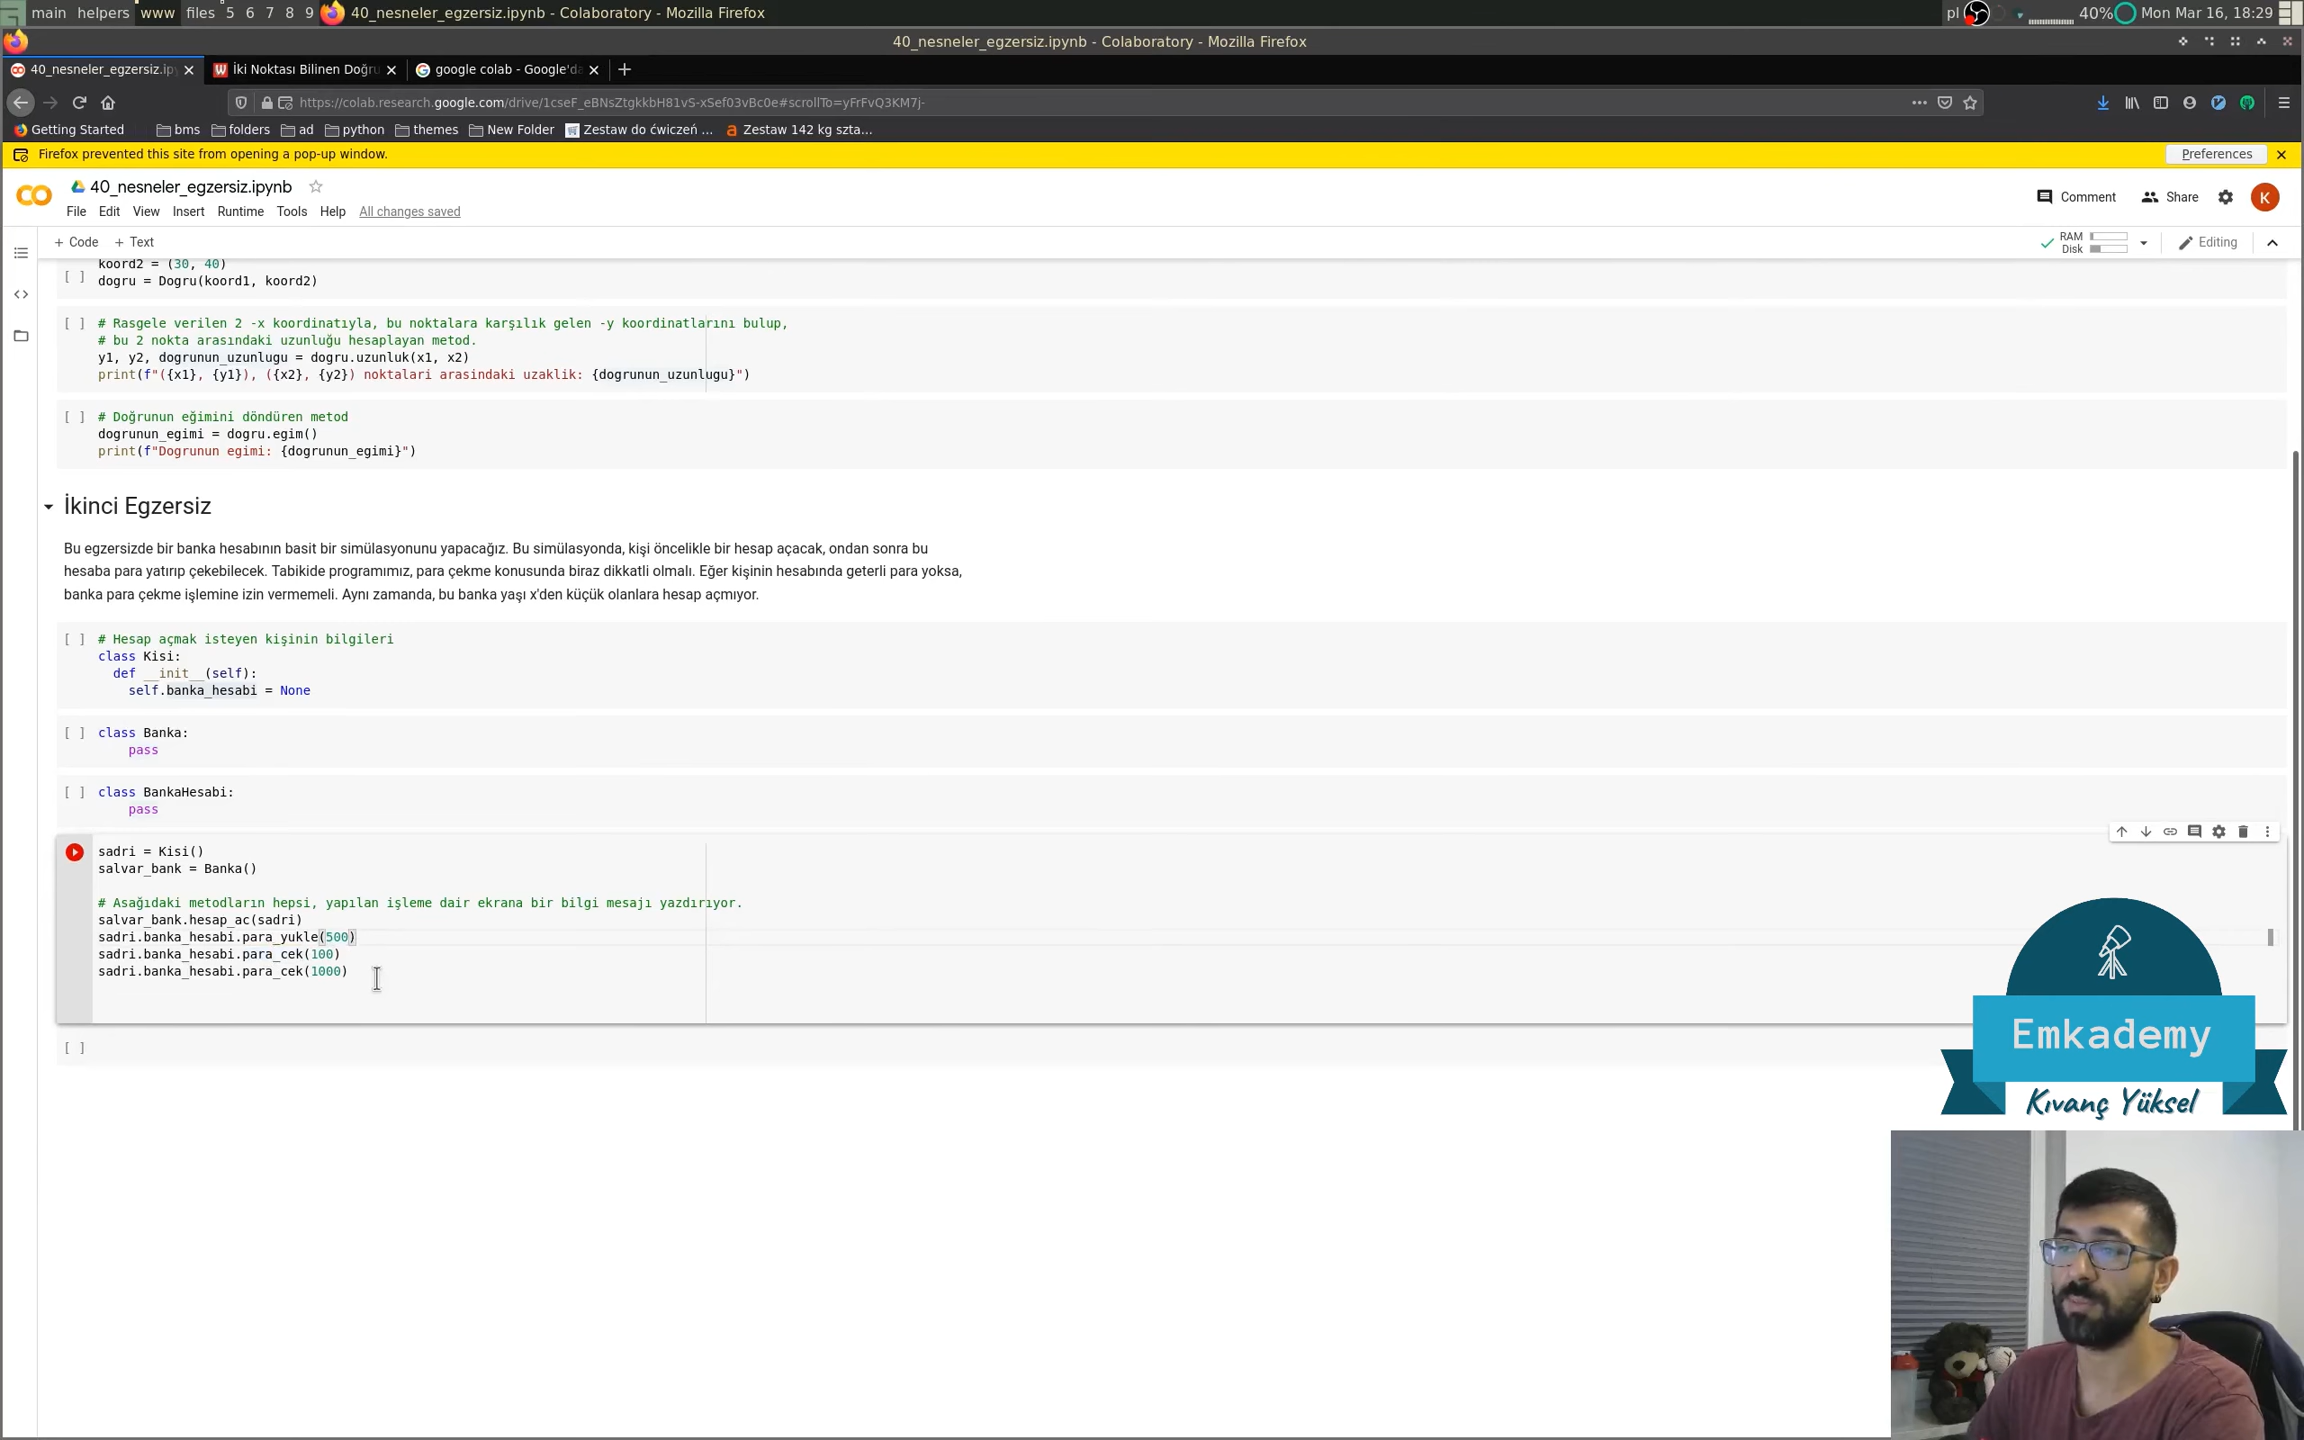 main helpers www files 5 6 7 8 9 40_nesneler_egzersiz.ipynb - Colaboratory - Mozilla Firefox pl 40% Mon Mar 16, 18:29
40_nesneler_egzersiz.ipynb - Colaboratory - Mozilla Firefox
40_nesneler_egzersiz.ip İki Noktası Bilinen Doğru google colab - Google'da
https://colab.research.google.com/drive/1cseF_eBNsZtgkkbH81vS-xSef03vBc0e#scrollTo=yFrFvQ3KM7j-
Getting Started bms folders ad python themes New Folder Zestaw do ćwiczeń ... Zestaw 142 kg szta...
Firefox prevented this site from opening a pop-up window. Preferences
40_nesneler_egzersiz.ipynb
Comment Share K
File Edit View Insert Runtime Tools Help All changes saved
+ Code + Text RAM Disk Editing
koord2 = (30, 40)
[ ] dogru = Dogru(koord1, koord2)
[ ] # Rasgele verilen 2 -x koordinatıyla, bu noktalara karşılık gelen -y koordinatlarını bulup,
# bu 2 nokta arasındaki uzunluğu hesaplayan metod.
y1, y2, dogrunun_uzunlugu = dogru.uzunluk(x1, x2)
print(f"({x1}, {y1}), ({x2}, {y2}) noktalari arasindaki uzaklik: {dogrunun_uzunlugu}")
[ ] # Doğrunun eğimini döndüren metod
dogrunun_egimi = dogru.egim()
print(f"Dogrunun egimi: {dogrunun_egimi}")
İkinci Egzersiz
Bu egzersizde bir banka hesabının basit bir simülasyonunu yapacağız. Bu simülasyonda, kişi öncelikle bir hesap açacak, ondan sonra bu
hesaba para yatırıp çekebilecek. Tabikide programımız, para çekme konusunda biraz dikkatli olmalı. Eğer kişinin hesabında geterli para yoksa,
banka para çekme işlemine izin vermemeli. Aynı zamanda, bu banka yaşı x'den küçük olanlara hesap açmıyor.
[ ] # Hesap açmak isteyen kişinin bilgileri
class Kisi:
def __init__(self):
self.banka_hesabi = None
[ ] class Banka:
pass
[ ] class BankaHesabi:
pass
sadri = Kisi()
salvar_bank = Banka()
# Asağıdaki metodların hepsi, yapılan işleme dair ekrana bir bilgi mesajı yazdırıyor.
salvar_bank.hesap_ac(sadri)
sadri.banka_hesabi.para_yukle(500)
sadri.banka_hesabi.para_cek(100)
sadri.banka_hesabi.para_cek(1000)
[ ]
Emkademy
Kıvanç Yüksel